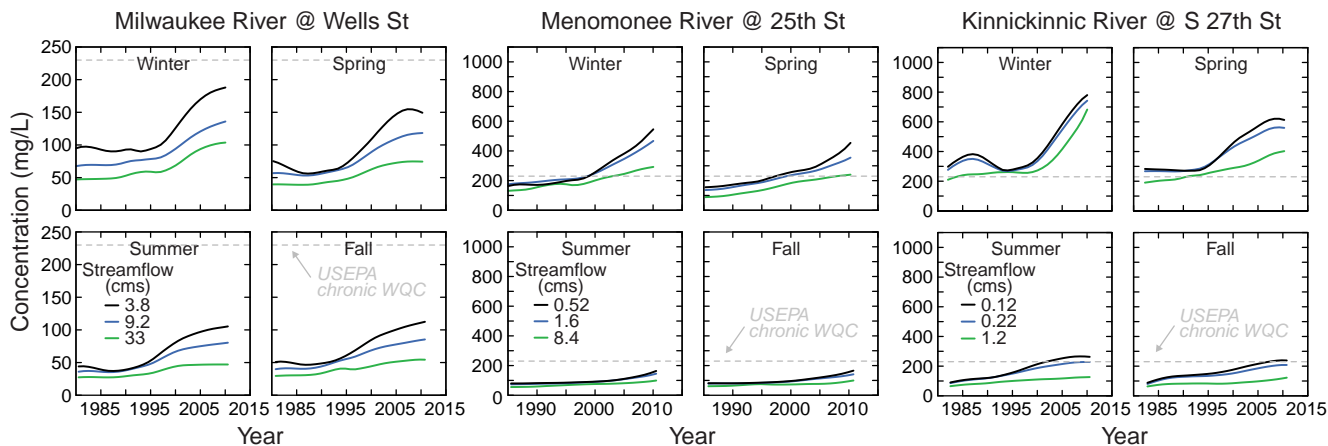 Milwaukee River @ Wells St
Menomonee River @ 25th St
Kinnickinnic River @ S 27th St
Concentration (mg/L)
250
200
150
100
50
0
Winter
Spring
1000
800
600
400
200
0
Winter
Spring
1000
800
600
400
200
0
Winter
Spring
250
200
150
100
50
0
Summer
Streamflow
(cms)
3.8
9.2
33
Fall
USEPA
chronic WQC
1000
800
600
400
200
0
Summer
Streamflow
(cms)
0.52
1.6
8.4
Fall
USEPA
chronic WQC
1000
800
600
400
200
0
Summer
Streamflow
(cms)
0.12
0.22
1.2
Fall
USEPA
chronic WQC
1985 1995 2005 2015 1985 1995 2005 2015
1990 2000 2010 1990 2000 2010
1985 1995 2005 2015 1985 1995 2005 2015
Year
Year
Year